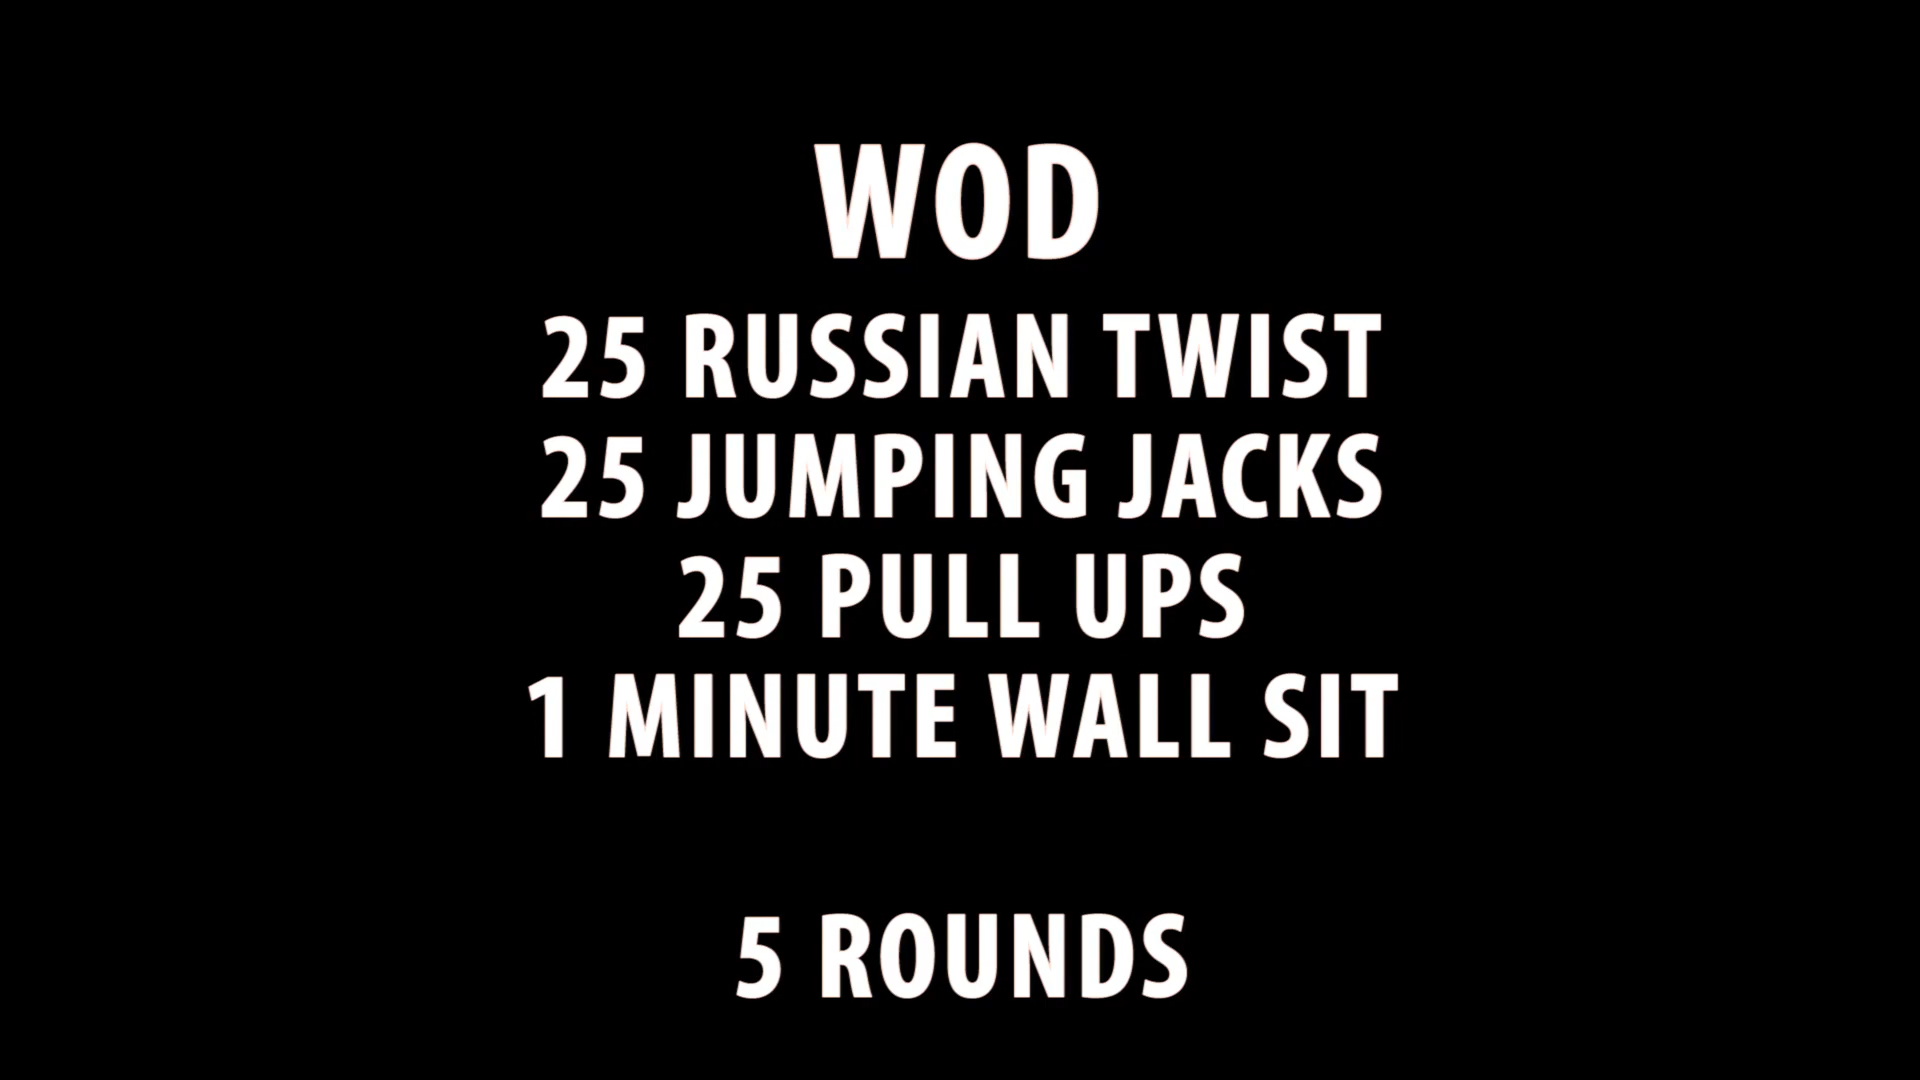 WOD
25 RUSSIAN TWIST
25 JUMPING JACKS
25 PULL UPS
1 MINUTE WALL SIT
5 ROUNDS